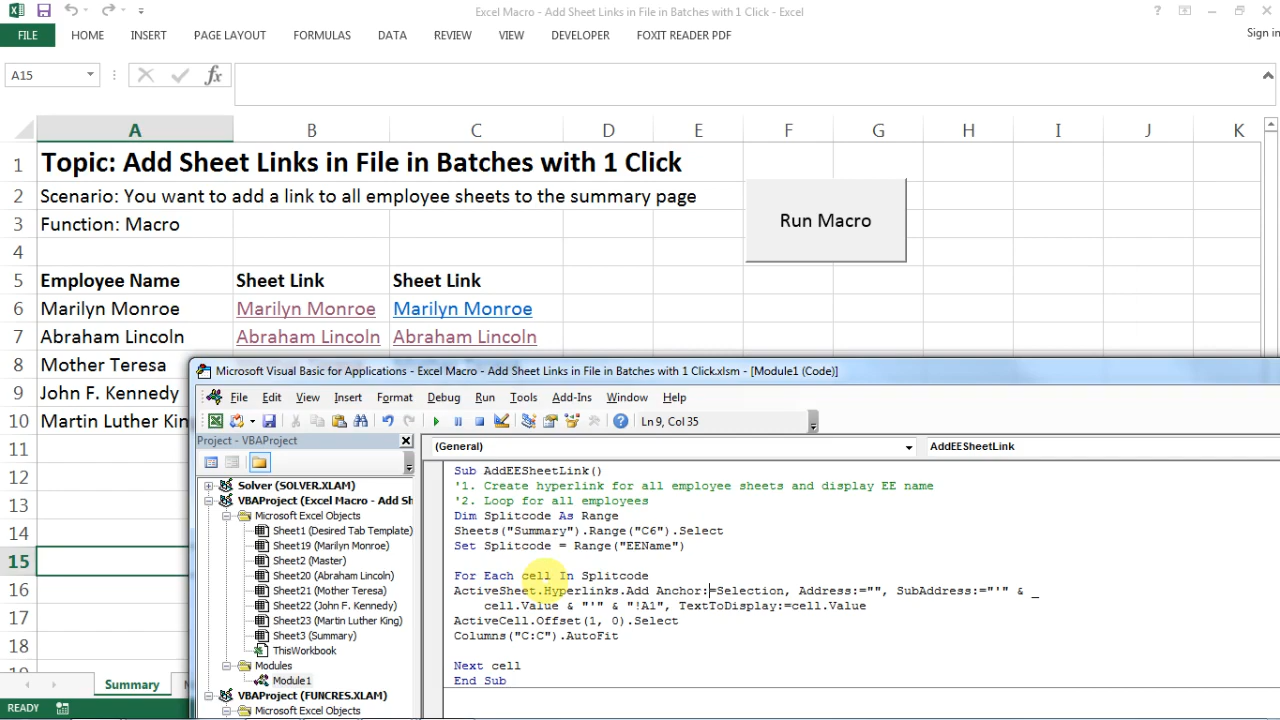 Excel Macro - Add Sheet Links in File in Batches with 1 Click - Excel
FILE HOME INSERT PAGE LAYOUT FORMULAS DATA REVIEW VIEW DEVELOPER FOXIT READER PDF Sign in
A15 fx
A B C D E F G H I J K
1 Topic: Add Sheet Links in File in Batches with 1 Click
2 Scenario: You want to add a link to all employee sheets to the summary page
3 Function: Macro
Run Macro
4
5 Employee Name Sheet Link Sheet Link
6 Marilyn Monroe Marilyn Monroe Marilyn Monroe
7 Abraham Lincoln Abraham Lincoln Abraham Lincoln
8 Mother Teresa
9 John F. Kennedy
10 Martin Luther Kin
11
12
13
14
15
16
17
18
Summary
READY
Microsoft Visual Basic for Applications - Excel Macro - Add Sheet Links in File in Batches with 1 Click.xlsm - [Module1 (Code)]
File Edit View Insert Format Debug Run Tools Add-Ins Window Help
Ln 9, Col 35
Project - VBAProject
Solver (SOLVER.XLAM)
VBAProject (Excel Macro - Add Sh
Microsoft Excel Objects
Sheet1 (Desired Tab Template)
Sheet19 (Marilyn Monroe)
Sheet2 (Master)
Sheet20 (Abraham Lincoln)
Sheet21 (Mother Teresa)
Sheet22 (John F. Kennedy)
Sheet23 (Martin Luther King)
Sheet3 (Summary)
ThisWorkbook
Modules
Module1
VBAProject (FUNCRES.XLAM)
Microsoft Excel Objects
(General) AddEESheetLink
Sub AddEESheetLink()
'1. Create hyperlink for all employee sheets and display EE name
'2. Loop for all employees
Dim Splitcode As Range
Sheets("Summary").Range("C6").Select
Set Splitcode = Range("EEName")
For Each cell In Splitcode
ActiveSheet.Hyperlinks.Add Anchor:=Selection, Address:="", SubAddress:="'" & _
cell.Value & "'" & "!A1", TextToDisplay:=cell.Value
ActiveCell.Offset(1, 0).Select
Columns("C:C").AutoFit
Next cell
End Sub